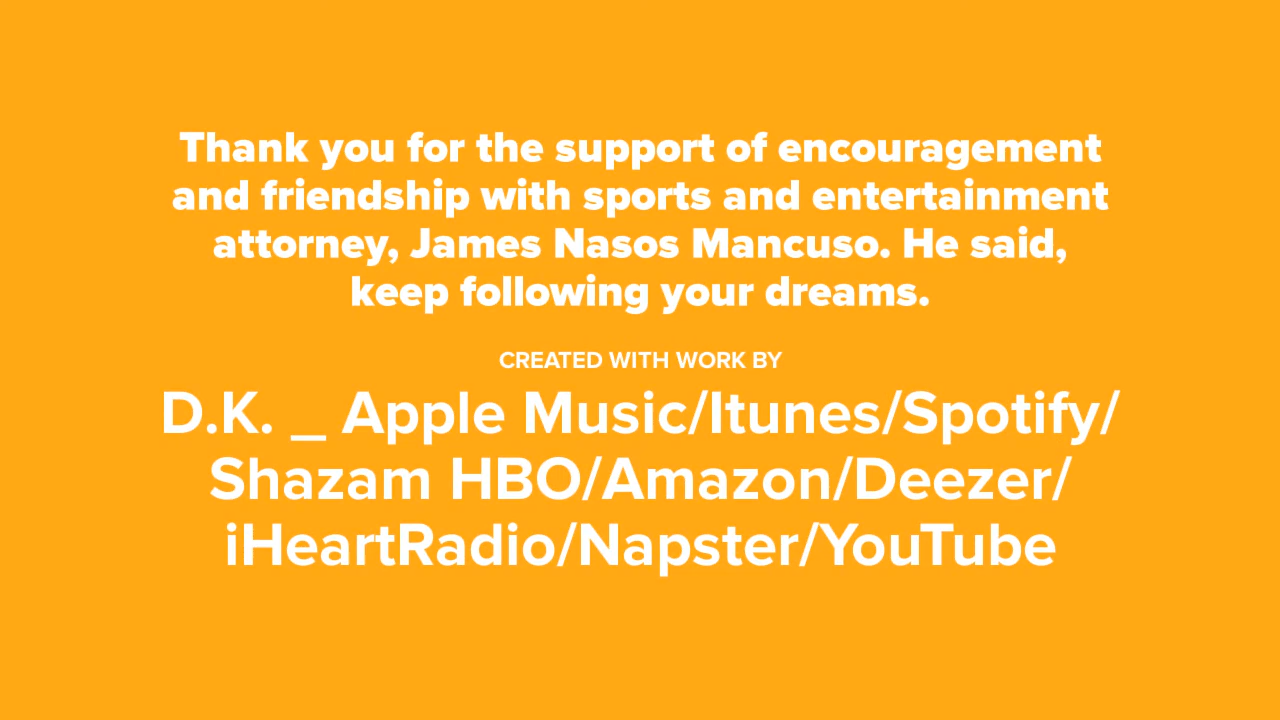 Thank you for the support of encouragement
and friendship with sports and entertainment
attorney, James Nasos Mancuso. He said,
keep following your dreams.
CREATED WITH WORK BY
D.K. _ Apple Music/Itunes/Spotify/
Shazam HBO/Amazon/Deezer/
iHeartRadio/Napster/YouTube